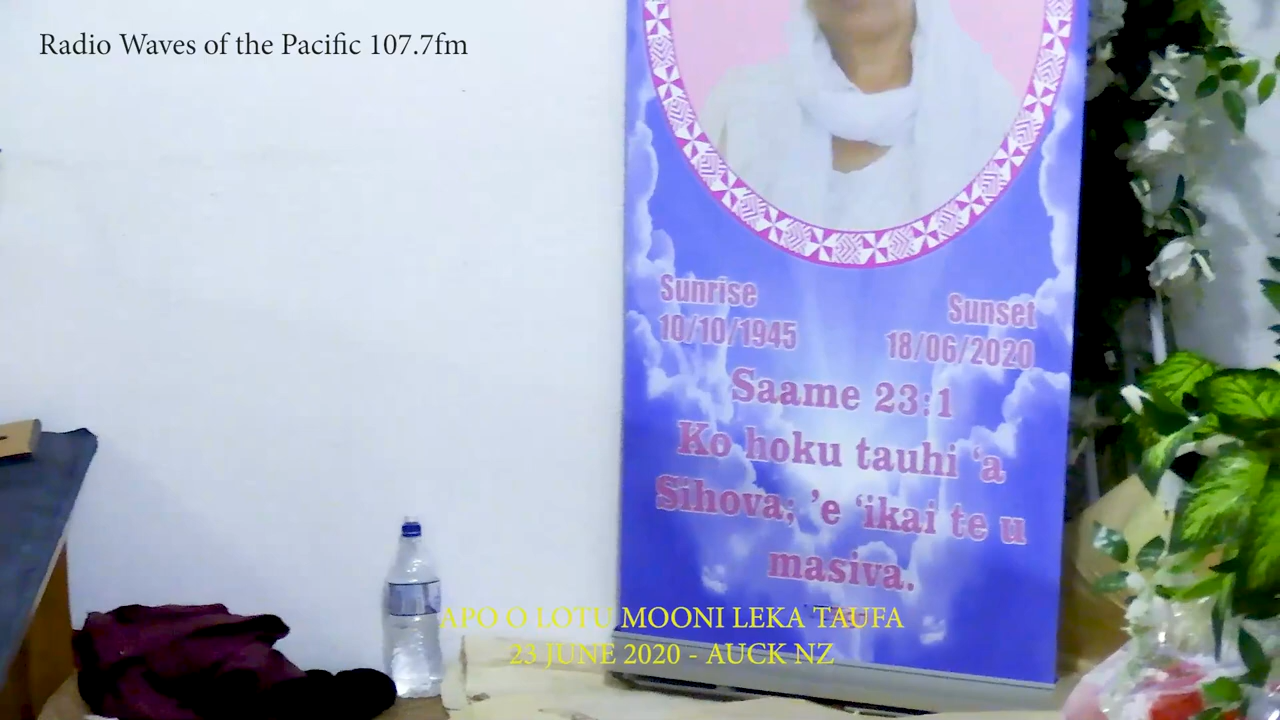 Radio Waves of the Pacific 107.7fm
Sunrise
10/10/1945
Sunset
18/06/2020
Saame 23:1
Ko hoku tauhi ‘a
Sihova; ’e ‘ikai te u
masiva.
APO O LOTU MOONI LEKA TAUFA
23 JUNE 2020 - AUCK NZ